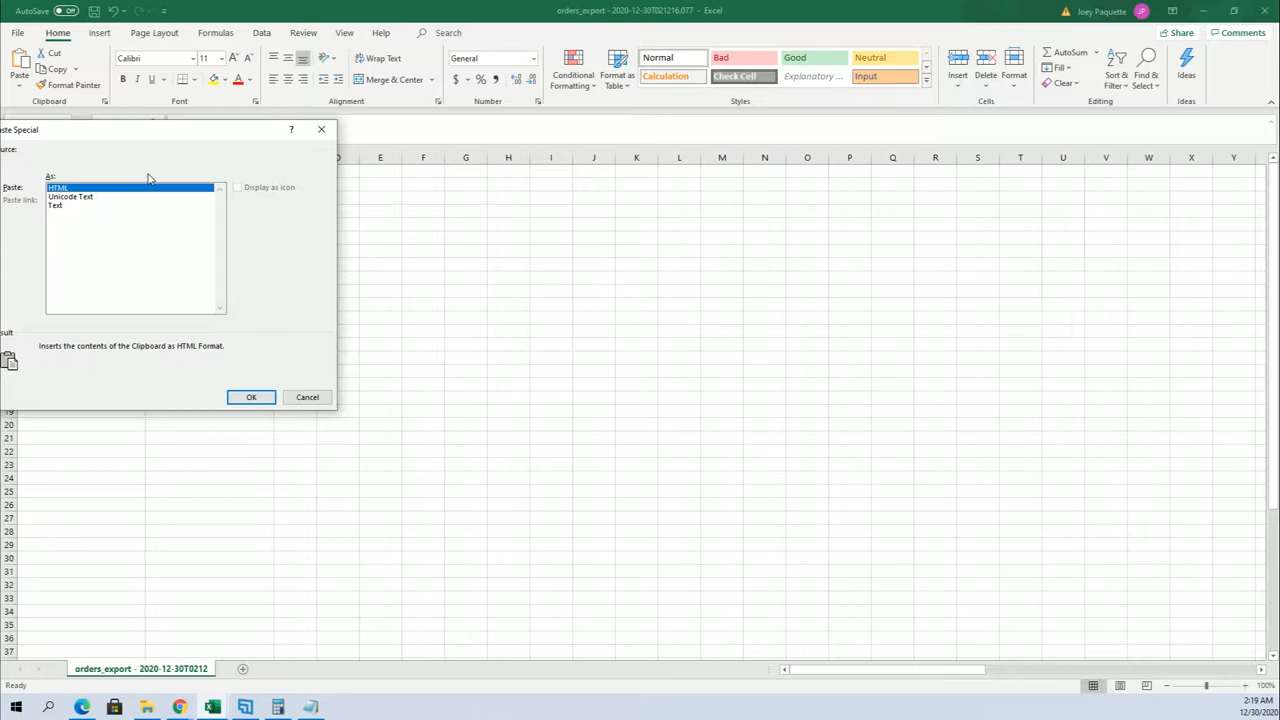 AutoSave Off
orders_export - 2020-12-30T021216.077 - Excel
Joey Paquette JP
File Home Insert Page Layout Formulas Data Review View Help Search
Share Comments
Paste
Cut
Copy
Format Painter
Calibri 11
B I U
Wrap Text
Merge & Center
General
$ %
Conditional Formatting
Format as Table
Normal Bad Good Neutral
Calculation Check Cell Explanatory ... Input
Insert Delete Format
AutoSum
Fill
Clear
Sort & Filter
Find & Select
Ideas
Clipboard Font Alignment Number Styles Cells Editing Ideas
aste Special ?
urce:
As:
Paste:
Paste link:
HTML
Unicode Text
Text
Display as icon
sult
Inserts the contents of the Clipboard as HTML Format.
OK Cancel
E F G H I J K L M N O P Q R S T U V W X Y
19
20
21
22
23
24
25
26
27
28
29
30
31
32
33
34
35
36
37
orders_export - 2020-12-30T0212
Ready
100%
2:19 AM
12/30/2020